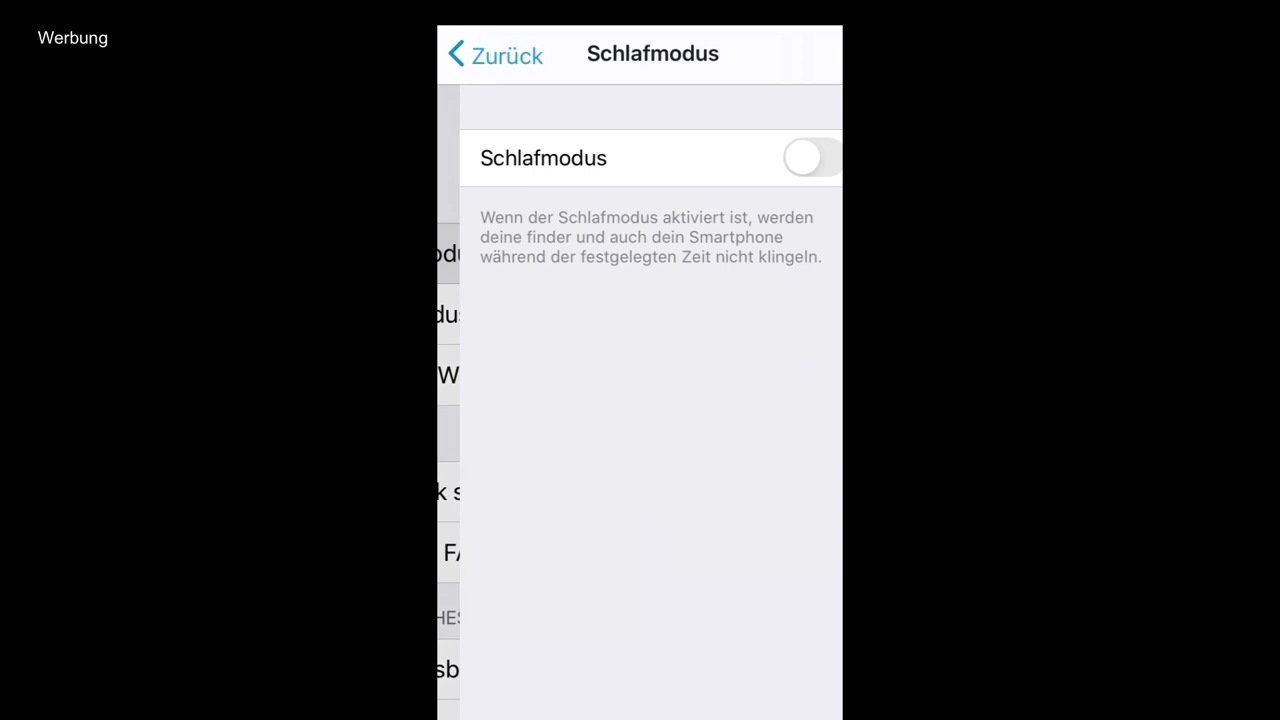 Werbung
Zurück
Schlafmodus
Schlafmodus
Wenn der Schlafmodus aktiviert ist, werden
deine finder und auch dein Smartphone
während der festgelegten Zeit nicht klingeln.